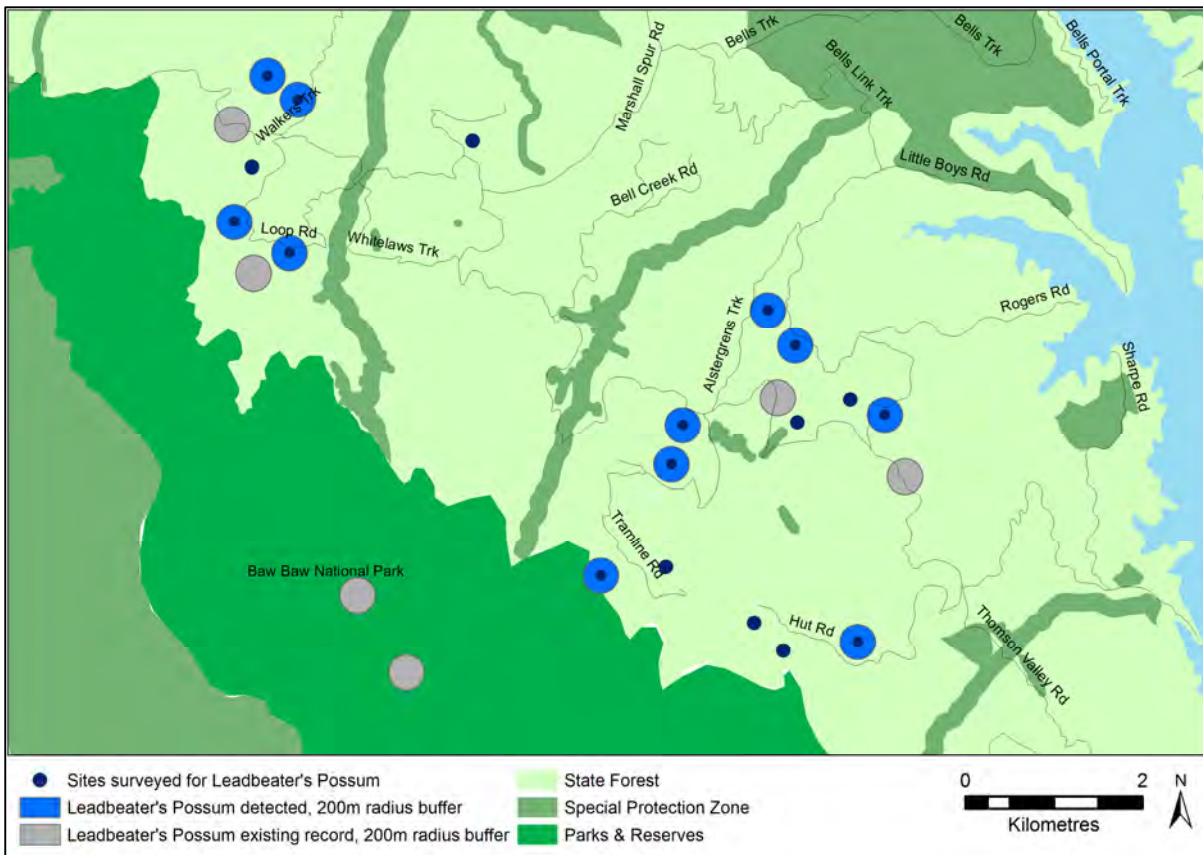 Bells Trk
Bells Trk
Bells Portal Trk
Marshall Spur Rd
Bells Link Trk
Walkers Trk
Little Boys Rd
Bell Creek Rd
Loop Rd
Whitelaws Trk
Rogers Rd
Alstergrens Trk
Sharpe Rd
Tramline Rd
Baw Baw National Park
Hut Rd
Thomson Valley Rd
Sites surveyed for Leadbeater's Possum
Leadbeater's Possum detected, 200m radius buffer
Leadbeater's Possum existing record, 200m radius buffer
State Forest
Special Protection Zone
Parks & Reserves
0 2
Kilometres
N